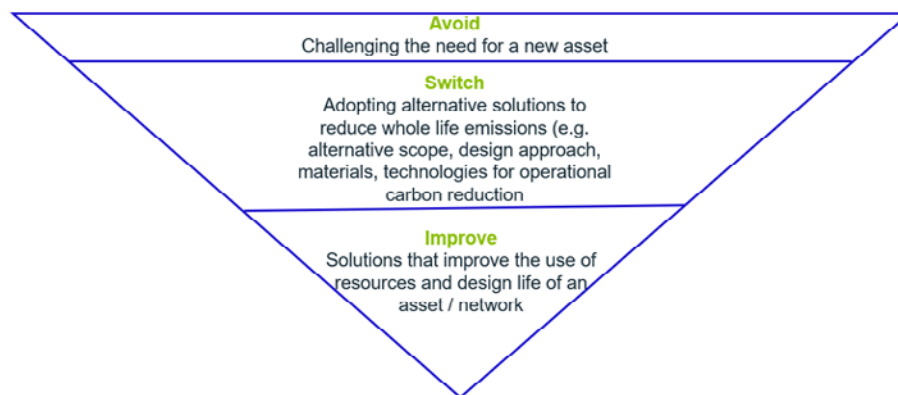 Avoid
Challenging the need for a new asset
Switch
Adopting alternative solutions to
reduce whole life emissions (e.g.
alternative scope, design approach,
materials, technologies for operational
carbon reduction
Improve
Solutions that improve the use of
resources and design life of an
asset / network